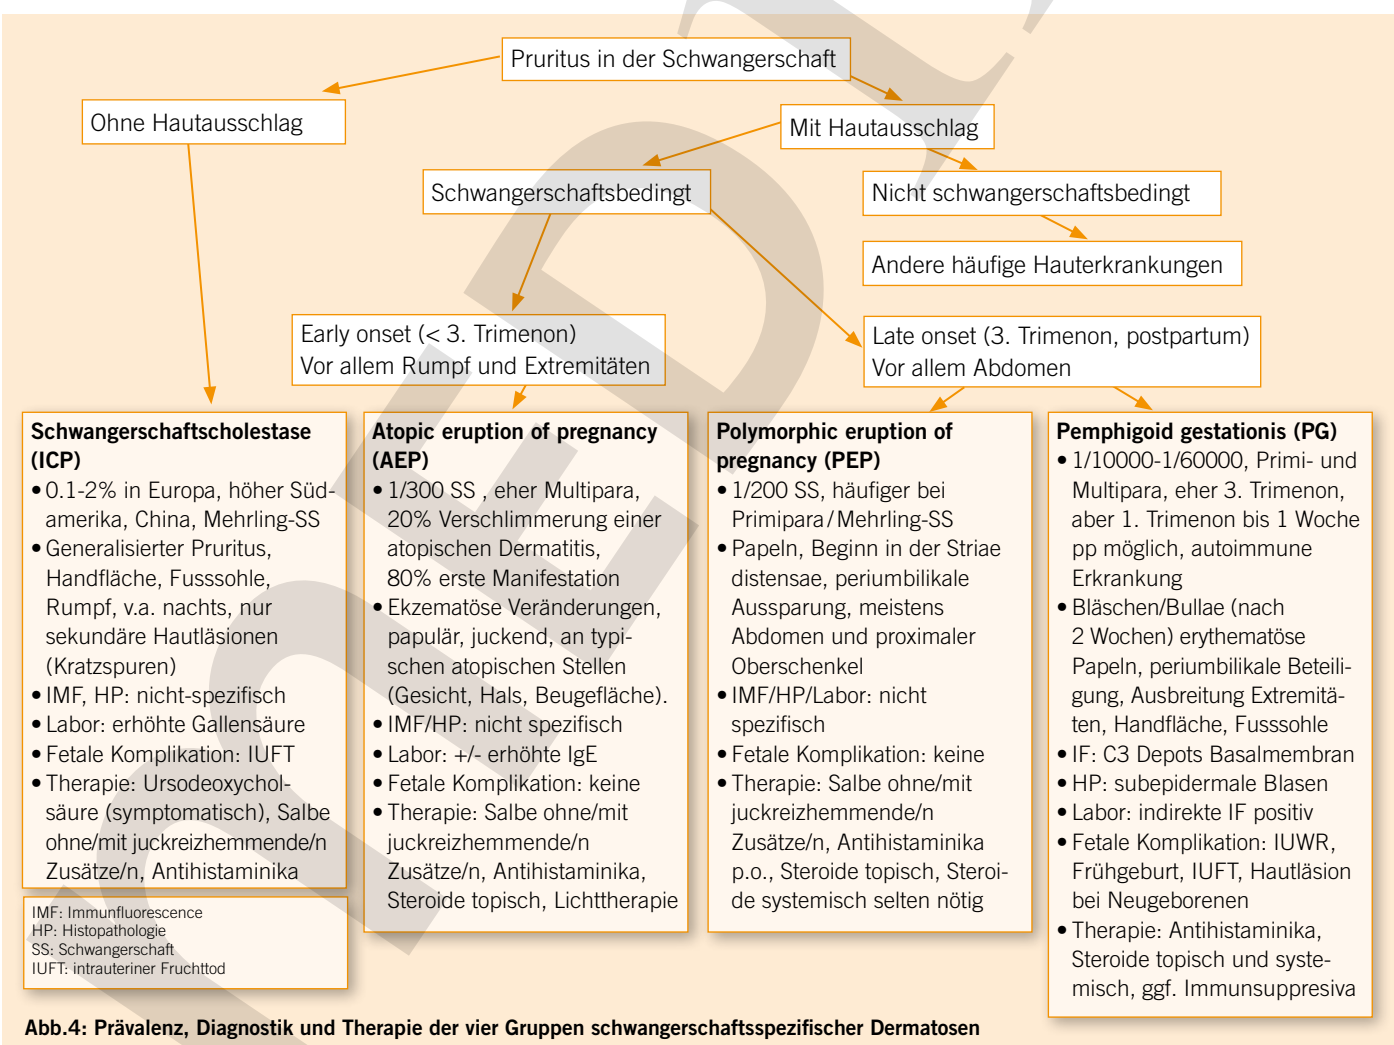 Pruritus in der Schwangerschaft
Ohne Hautausschlag
Mit Hautausschlag
Schwangerschaftsbedingt
Nicht schwangerschaftsbedingt
Andere häufige Hauterkrankungen
Early onset (< 3. Trimenon)
Vor allem Rumpf und Extremitäten
Late onset (3. Trimenon, postpartum)
Vor allem Abdomen
Schwangerschaftscholestase
(ICP)
• 0.1-2% in Europa, höher Süd-
amerika, China, Mehrling-SS
• Generalisierter Pruritus,
Handfläche, Fusssohle,
Rumpf, v.a. nachts, nur
sekundäre Hautläsionen
(Kratzspuren)
• IMF, HP: nicht-spezifisch
• Labor: erhöhte Gallensäure
• Fetale Komplikation: IUFT
• Therapie: Ursodeoxychol-
säure (symptomatisch), Salbe
ohne/mit juckreizhemmende/n
Zusätze/n, Antihistaminika
IMF: Immunfluorescence
HP: Histopathologie
SS: Schwangerschaft
IUFT: intrauteriner Fruchttod
Atopic eruption of pregnancy
(AEP)
• 1/300 SS , eher Multipara,
20% Verschlimmerung einer
atopischen Dermatitis,
80% erste Manifestation
• Ekzematöse Veränderungen,
papulär, juckend, an typi-
schen atopischen Stellen
(Gesicht, Hals, Beugefläche).
• IMF/HP: nicht spezifisch
• Labor: +/- erhöhte IgE
• Fetale Komplikation: keine
• Therapie: Salbe ohne/mit
juckreizhemmende/n
Zusätze/n, Antihistaminika,
Steroide topisch, Lichttherapie
Polymorphic eruption of
pregnancy (PEP)
• 1/200 SS, häufiger bei
Primipara/Mehrling-SS
• Papeln, Beginn in der Striae
distensae, periumbilikale
Aussparung, meistens
Abdomen und proximaler
Oberschenkel
• IMF/HP/Labor: nicht
spezifisch
• Fetale Komplikation: keine
• Therapie: Salbe ohne/mit
juckreizhemmende/n
Zusätze/n, Antihistaminika
p.o., Steroide topisch, Steroi-
de systemisch selten nötig
Pemphigoid gestationis (PG)
• 1/10000-1/60000, Primi- und
Multipara, eher 3. Trimenon,
aber 1. Trimenon bis 1 Woche
pp möglich, autoimmune
Erkrankung
• Bläschen/Bullae (nach
2 Wochen) erythematöse
Papeln, periumbilikale Beteili-
gung, Ausbreitung Extremitä-
ten, Handfläche, Fusssohle
• IF: C3 Depots Basalmembran
• HP: subepidermale Blasen
• Labor: indirekte IF positiv
• Fetale Komplikation: IUWR,
Frühgeburt, IUFT, Hautläsion
bei Neugeborenen
• Therapie: Antihistaminika,
Steroide topisch und syste-
misch, ggf. Immunsuppresiva
Abb.4: Prävalenz, Diagnostik und Therapie der vier Gruppen schwangerschaftsspezifischer Dermatosen